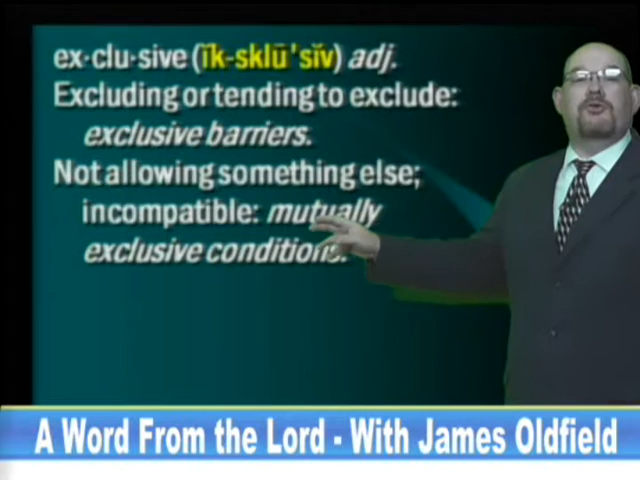 ex·clu·sive (ĭk-sklū'sĭv) adj.
Excluding or tending to exclude:
exclusive barriers.
Not allowing something else;
incompatible: mutually
exclusive conditions.
A Word From the Lord - With James Oldfield